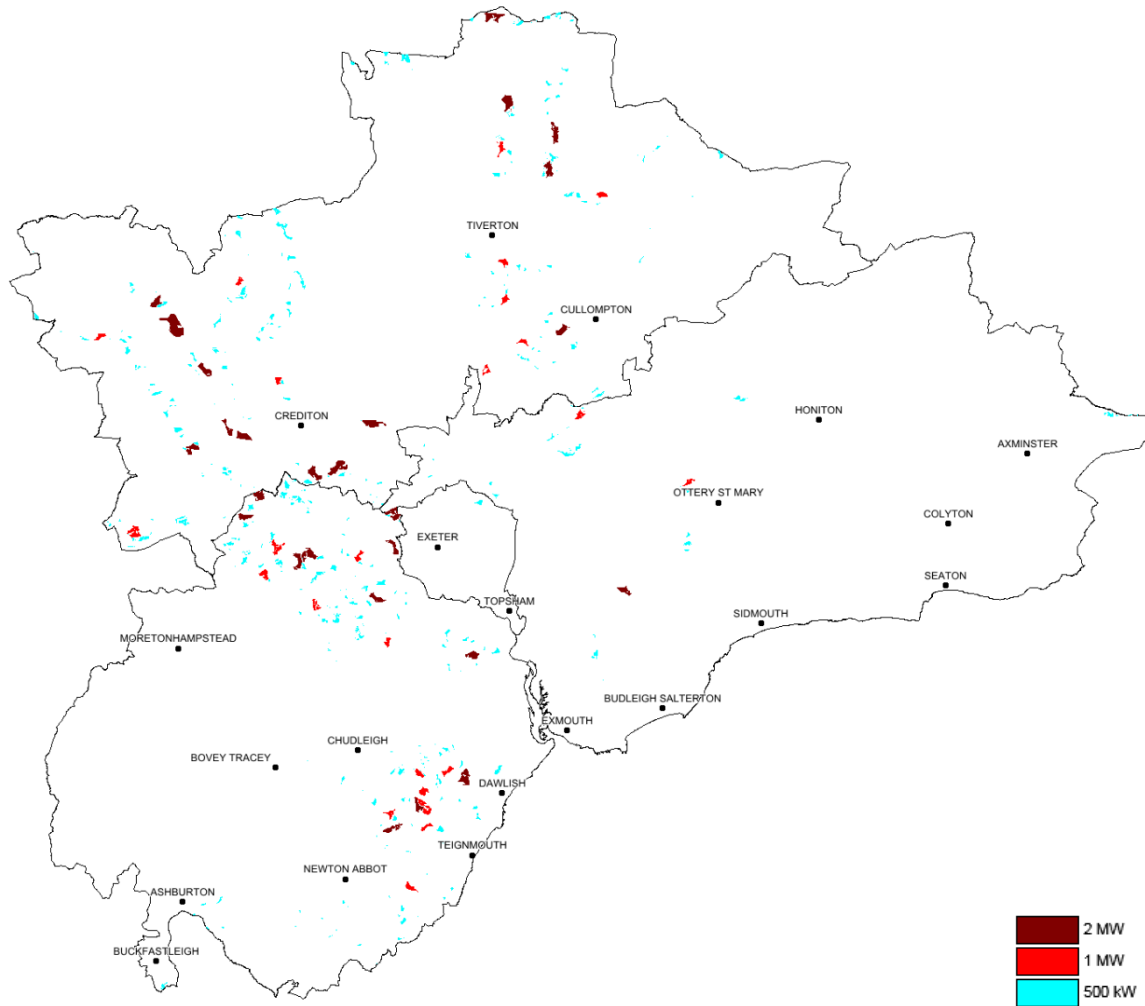 TIVERTON
CULLOMPTON
CREDITON
HONITON
AXMINSTER
OTTERY ST MARY
COLYTON
EXETER
SEATON
TOPSHAM
SIDMOUTH
MORETONHAMPSTEAD
BUDLEIGH SALTERTON
EXMOUTH
CHUDLEIGH
BOVEY TRACEY
DAWLISH
TEIGNMOUTH
NEWTON ABBOT
ASHBURTON
BUCKFASTLEIGH
2 MW
1 MW
500 kW